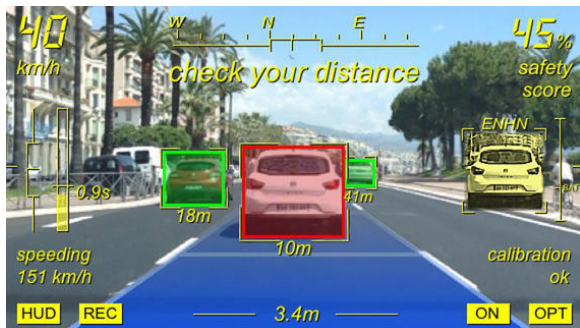 40
km/h
W N E
45%
safety
score
check your distance
ENHN
0.9s
18m
10m
41m
speeding
151 km/h
calibration
ok
HUD
REC
3.4m
ON
OPT